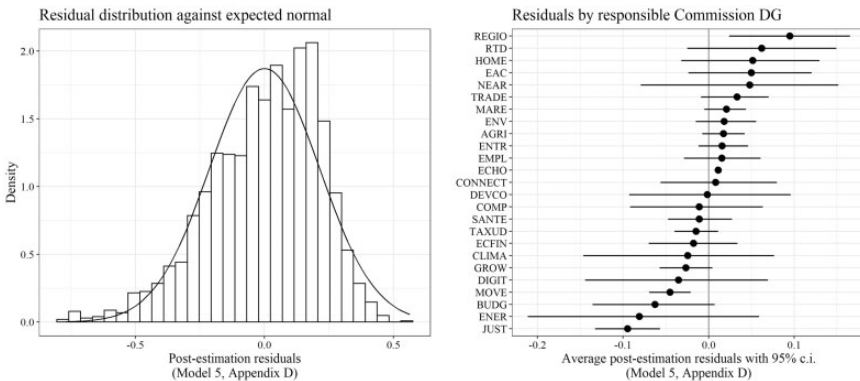 Residual distribution against expected normal
2.0
1.5
1.0
0.5
0.0
Density
-0.5
0.0
0.5
Post-estimation residuals
(Model 5, Appendix D)
Residuals by responsible Commission DG
REGIO
RTD
HOME
EAC
NEAR
TRADE
MARE
ENV
AGRI
ENTR
EMPL
ECHO
CONNECT
DEVCO
COMP
SANTE
TAXUD
ECFIN
CLIMA
GROW
DIGIT
MOVE
BUDG
ENER
JUST
-0.2
-0.1
0.0
0.1
Average post-estimation residuals with 95% c.i.
(Model 5, Appendix D)